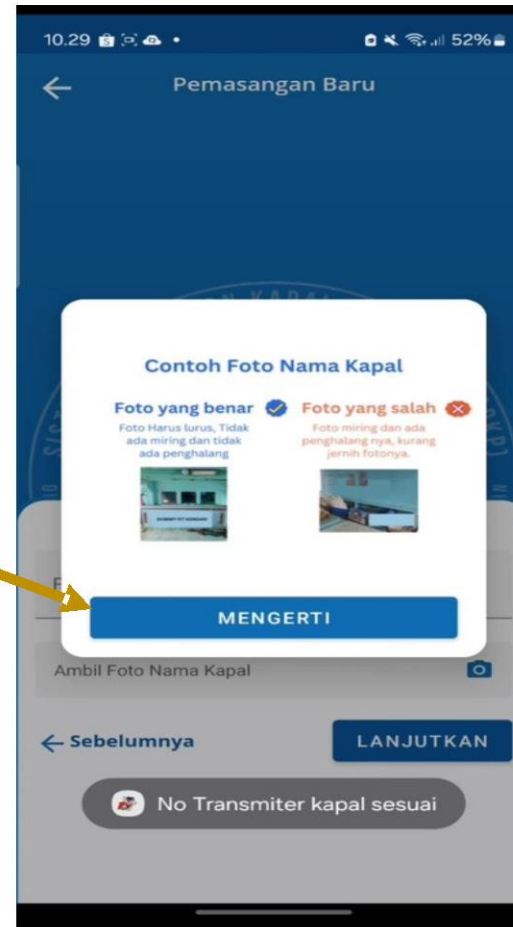 10.29
52%
Pemasangan Baru
Contoh Foto Nama Kapal
Foto yang benar
Foto Harus lurus, Tidak
ada miring dan tidak
ada penghalang
Foto yang salah
Foto miring dan ada
penghalang nya, kurang
jernih fotonya.
MENGERTI
Ambil Foto Nama Kapal
Sebelumnya
LANJUTKAN
No Transmiter kapal sesuai